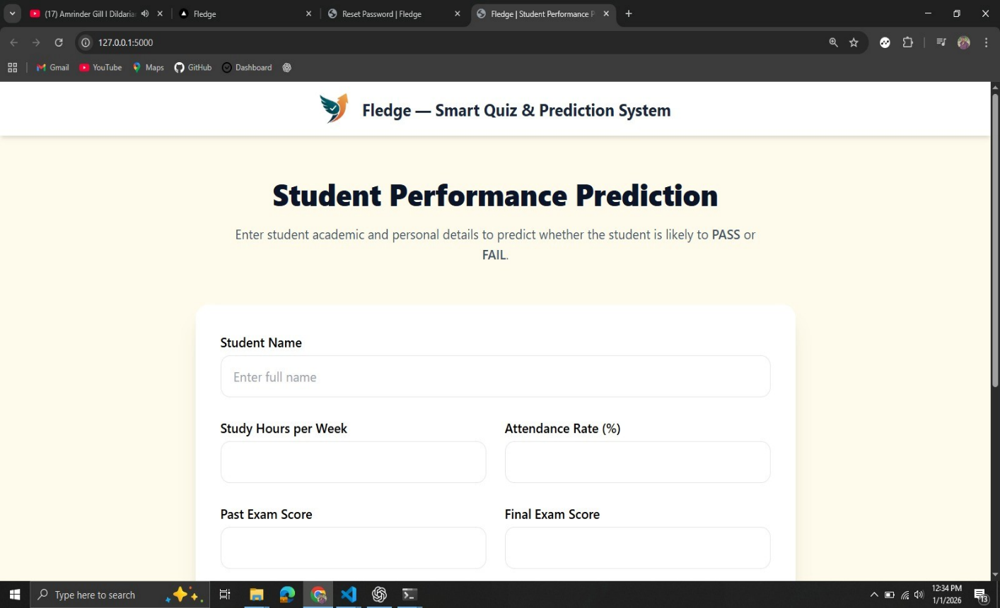 (17) Amrinder Gill I Dildarian
Fledge
Reset Password | Fledge
Fledge | Student Performance P
127.0.0.1:5000
Gmail
YouTube
Maps
GitHub
Dashboard
Fledge — Smart Quiz & Prediction System
Student Performance Prediction
Enter student academic and personal details to predict whether the student is likely to PASS or
FAIL.
Student Name
Enter full name
Study Hours per Week
Attendance Rate (%)
Past Exam Score
Final Exam Score
Type here to search
12:34 PM
1/1/2026
13